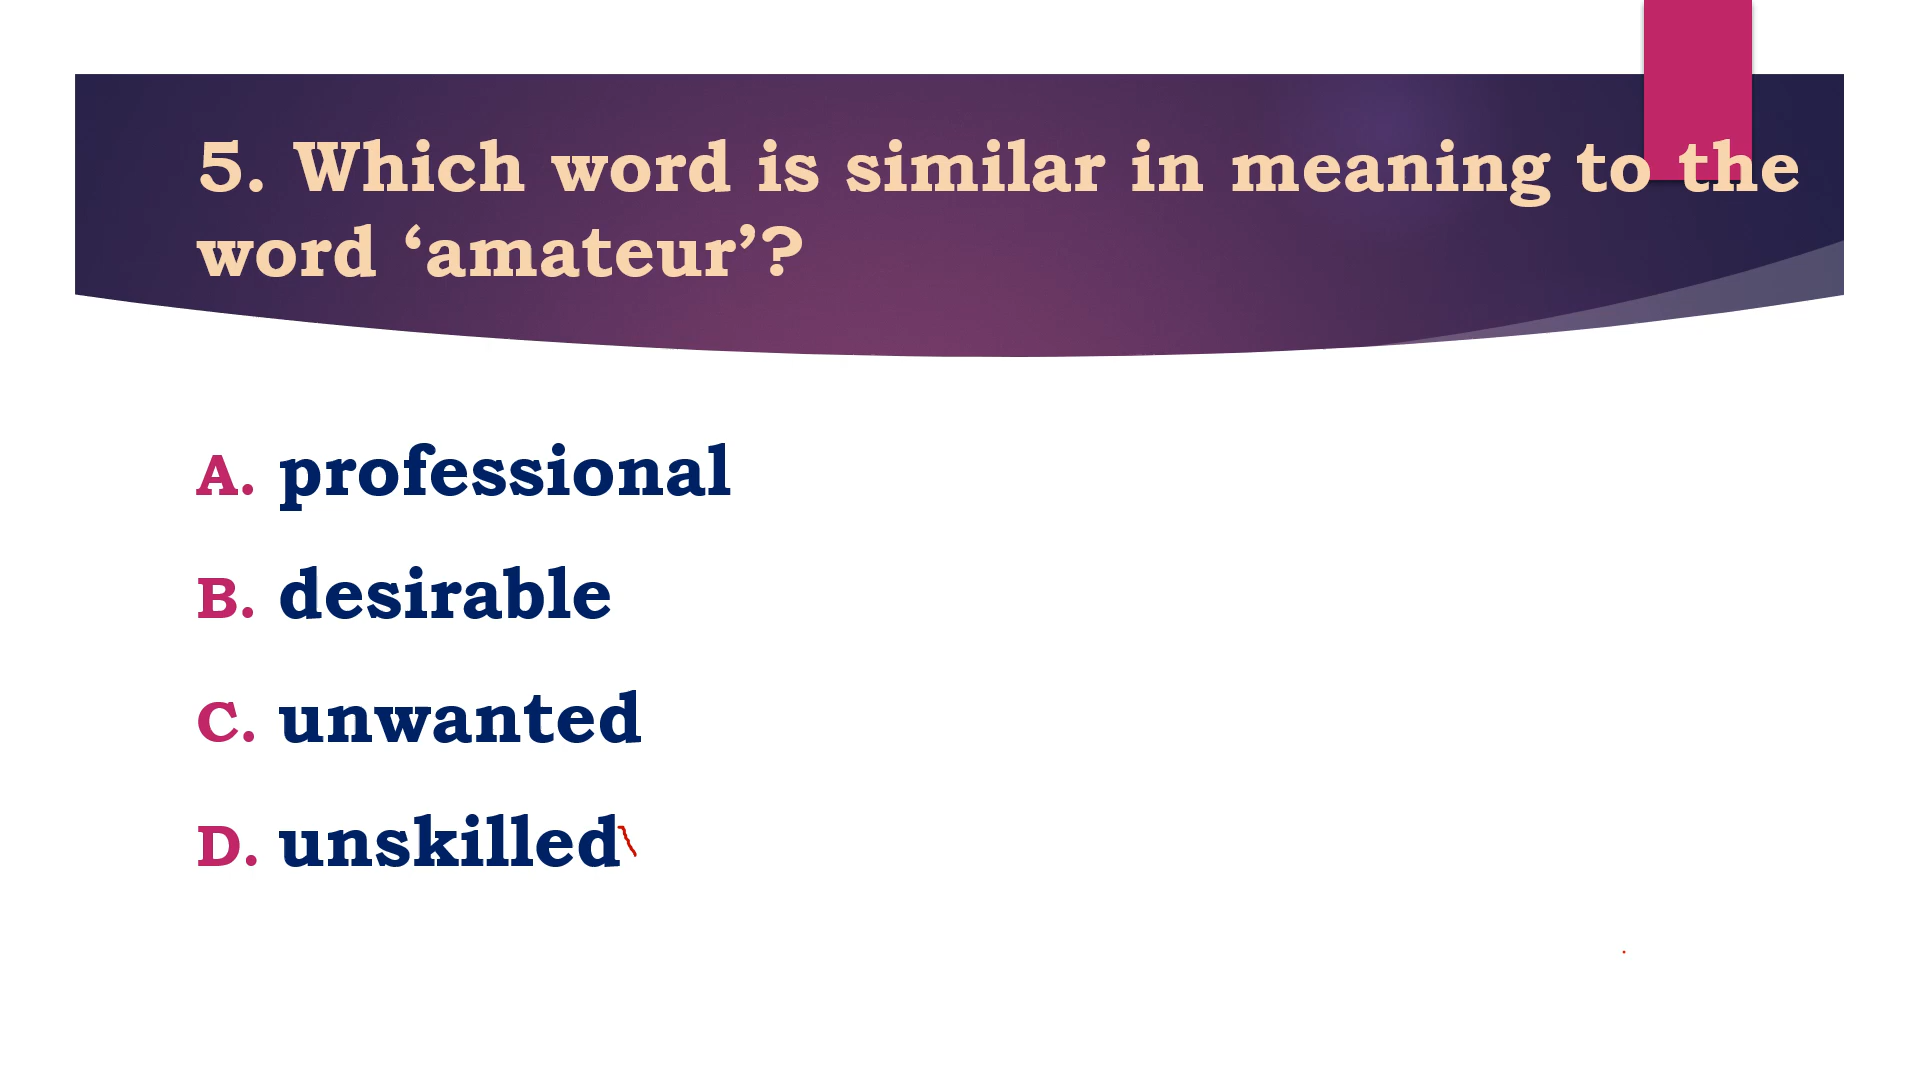 5. Which word is similar in meaning to the
word ‘amateur’?
A. professional
B. desirable
C. unwanted
D. unskilled